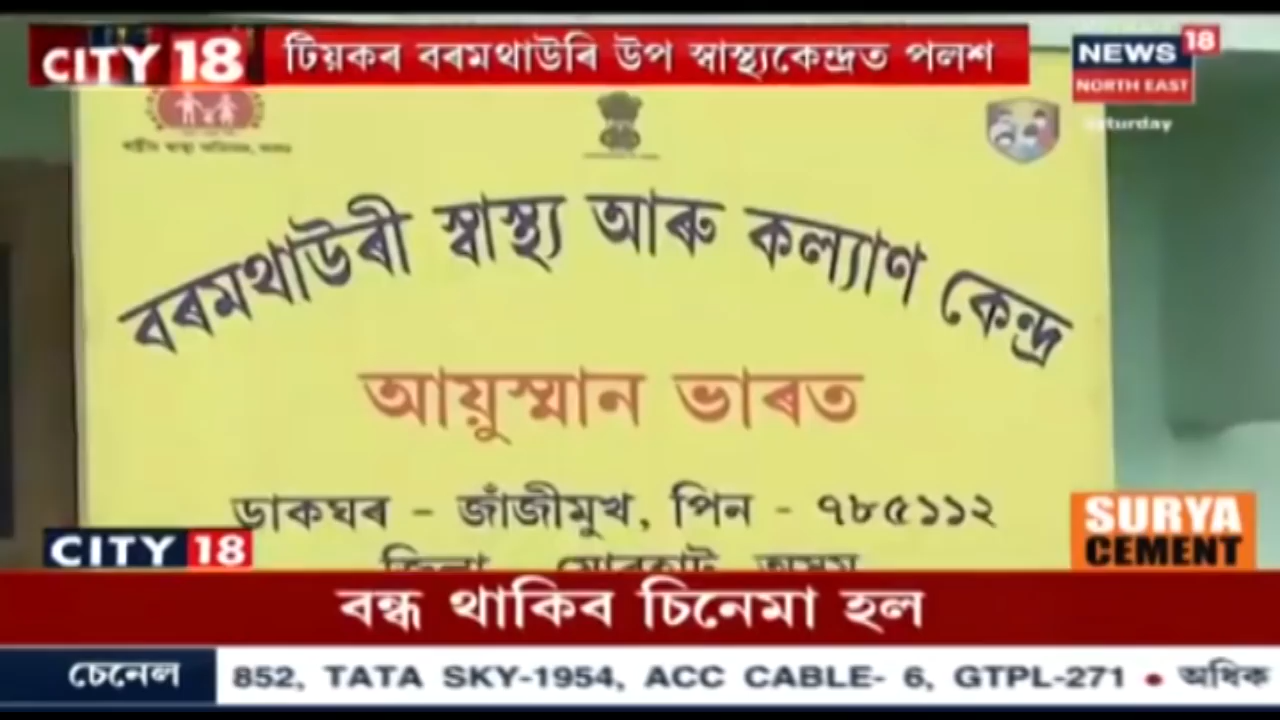 CITY 18 টিয়কৰ বৰমথাউৰি উপ স্বাস্থ্যকেন্দ্ৰত পলশ
NEWS 18
NORTH EAST
বৰমথাউৰী স্বাস্থ্য আৰু কল্যাণ কেন্দ্ৰ
আয়ুস্মান ভাৰত
ডাকঘৰ - জাঁজীমুখ, পিন - ৭৮৫১১২
CITY 18
SURYA
CEMENT
বন্ধ থাকিব চিনেমা হল
চেনেল 852, TATA SKY-1954, ACC CABLE- 6, GTPL-271 • অধিক